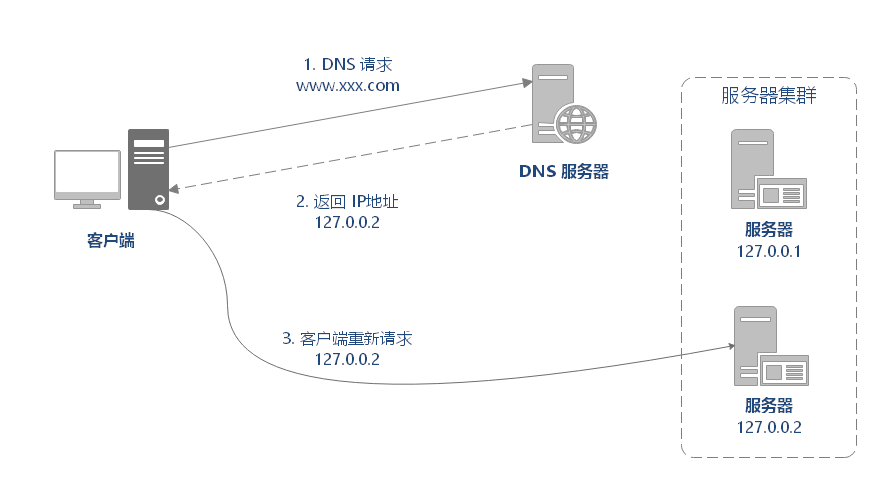 1. DNS 请求
www.xxx.com
服务器集群
DNS 服务器
2. 返回 IP地址
127.0.0.2
客户端
服务器
127.0.0.1
3. 客户端重新请求
127.0.0.2
服务器
127.0.0.2